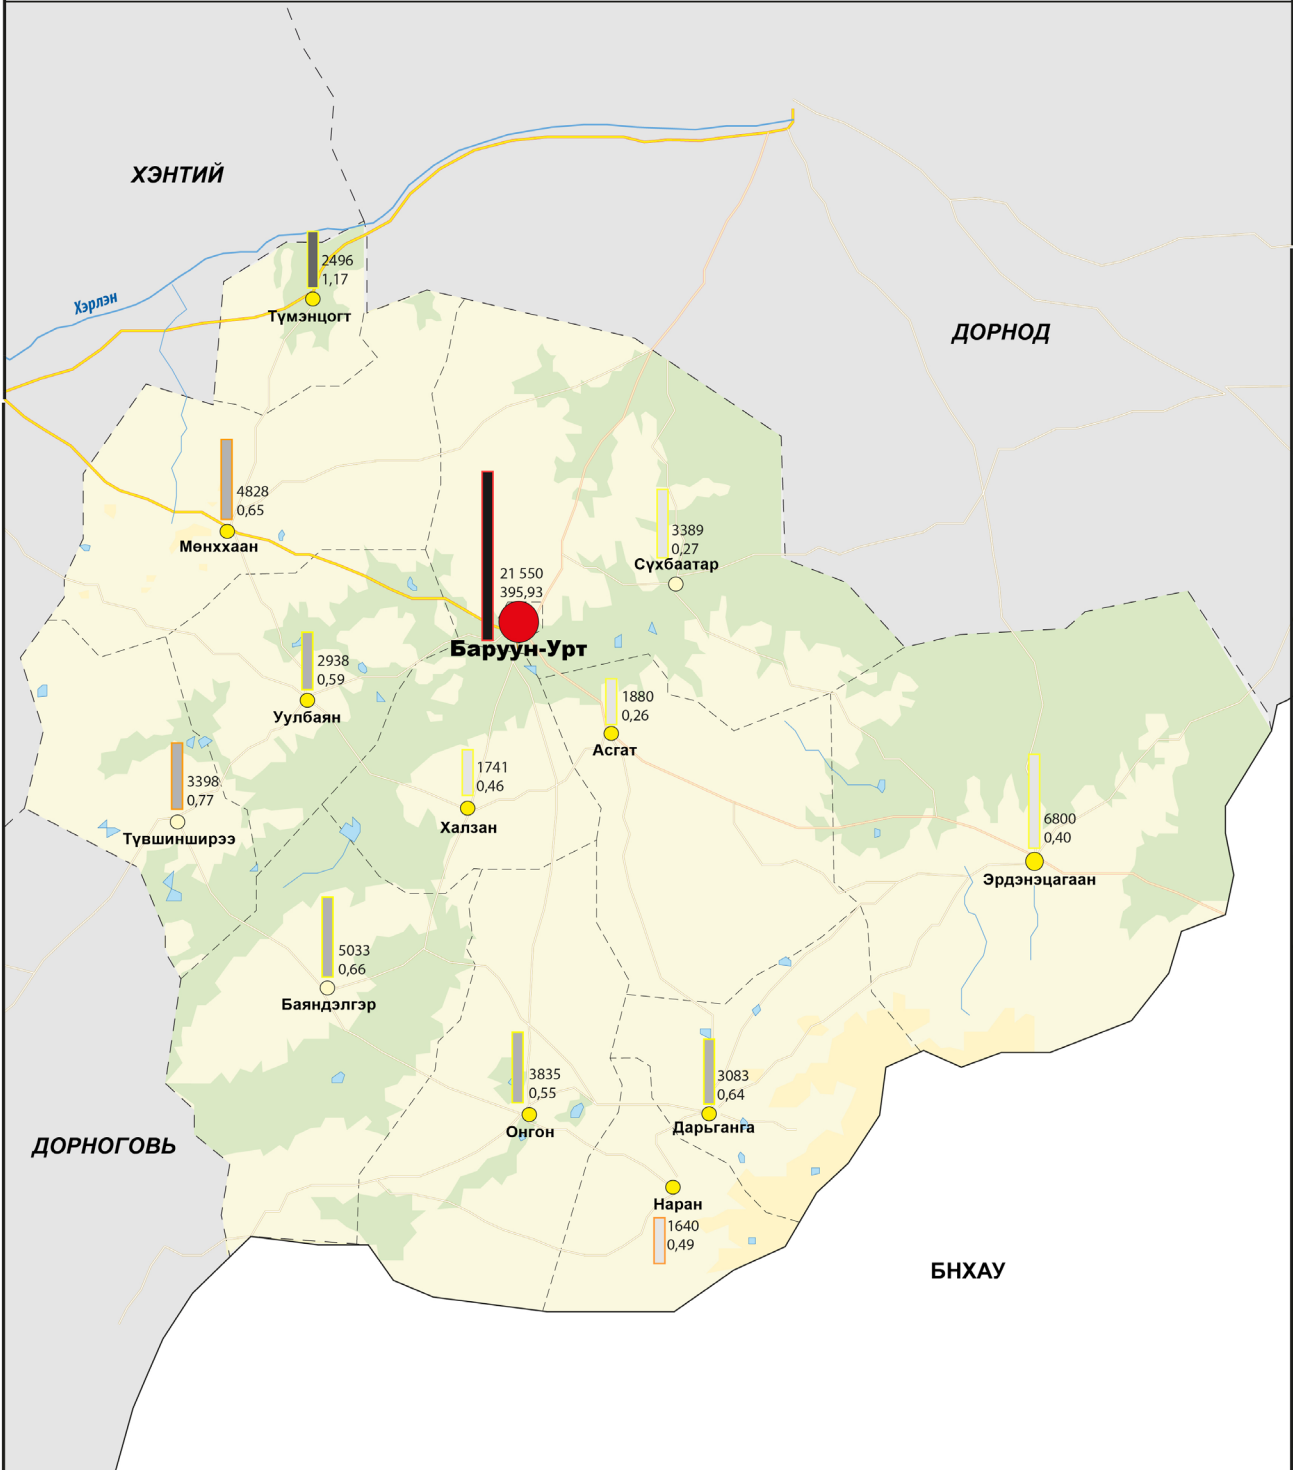 ХЭНТИЙ
2496
1,17
Хэрлэн
Түмэнцогт
ДОРНОД
4828
0,65
Мөнххаан
21 550
395,93
Баруун-Урт
3389
0,27
Сүхбаатар
2938
0,59
Уулбаян
1880
0,26
Асгат
3398
0,77
Түвшинширээ
1741
0,46
Халзан
6800
0,40
Эрдэнэцагаан
5033
0,66
Баяндэлгэр
3835
0,55
Онгон
3083
0,64
Дарьганга
ДОРНОГОВЬ
Наран
1640
0,49
БНХАУ